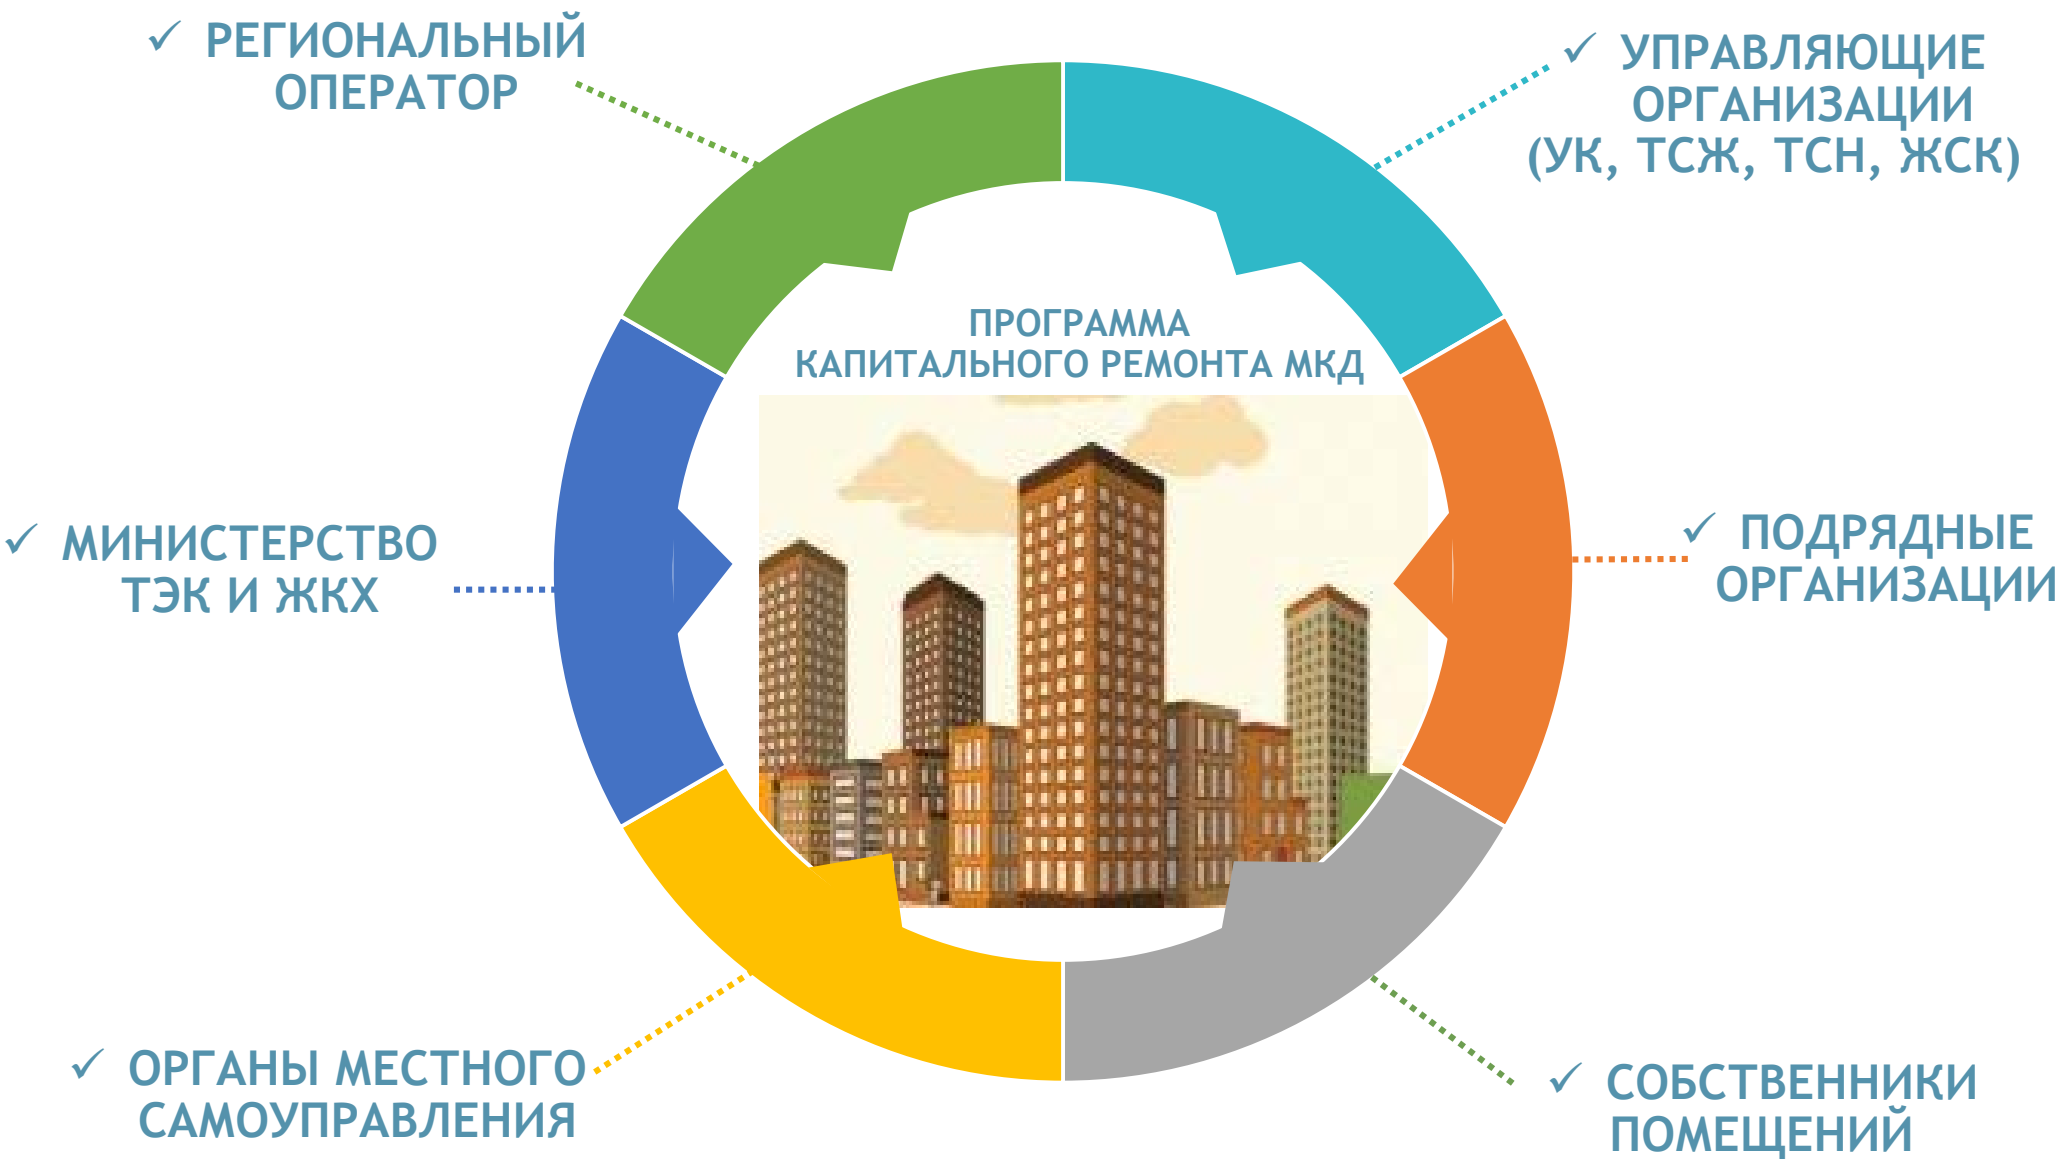 ✓ РЕГИОНАЛЬНЫЙ
ОПЕРАТОР
✓ УПРАВЛЯЮЩИЕ
ОРГАНИЗАЦИИ
(УК, ТСЖ, ТСН, ЖСК)
ПРОГРАММА
КАПИТАЛЬНОГО РЕМОНТА МКД
✓ МИНИСТЕРСТВО
ТЭК И ЖКХ
✓ ПОДРЯДНЫЕ
ОРГАНИЗАЦИИ
✓ ОРГАНЫ МЕСТНОГО
САМОУПРАВЛЕНИЯ
✓ СОБСТВЕННИКИ
ПОМЕЩЕНИЙ